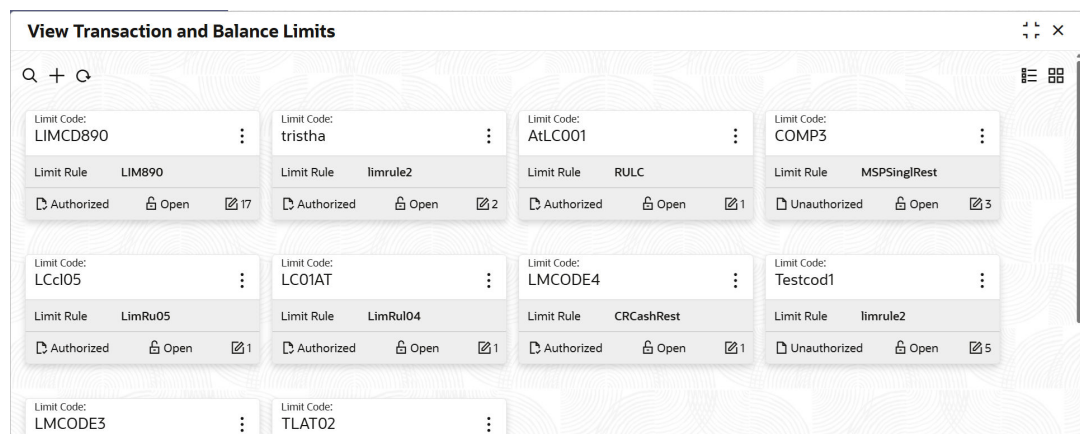 View Transaction and Balance Limits
Limit Code: Limit Code: Limit Code: Limit Code:
LIMCD890 tristha AtLC001 COMP3
Limit Rule LIM890 Limit Rule limrule2 Limit Rule RULC Limit Rule MSPSinglRest
Authorized Open 17 Authorized Open 2 Authorized Open 1 Unauthorized Open 3
Limit Code: Limit Code: Limit Code: Limit Code:
LCcl05 LC01AT LMCODE4 Testcod1
Limit Rule LimRu05 Limit Rule LimRul04 Limit Rule CRCashRest Limit Rule limrule2
Authorized Open 1 Authorized Open 1 Authorized Open 1 Unauthorized Open 5
Limit Code: Limit Code:
LMCODE3 TLAT02